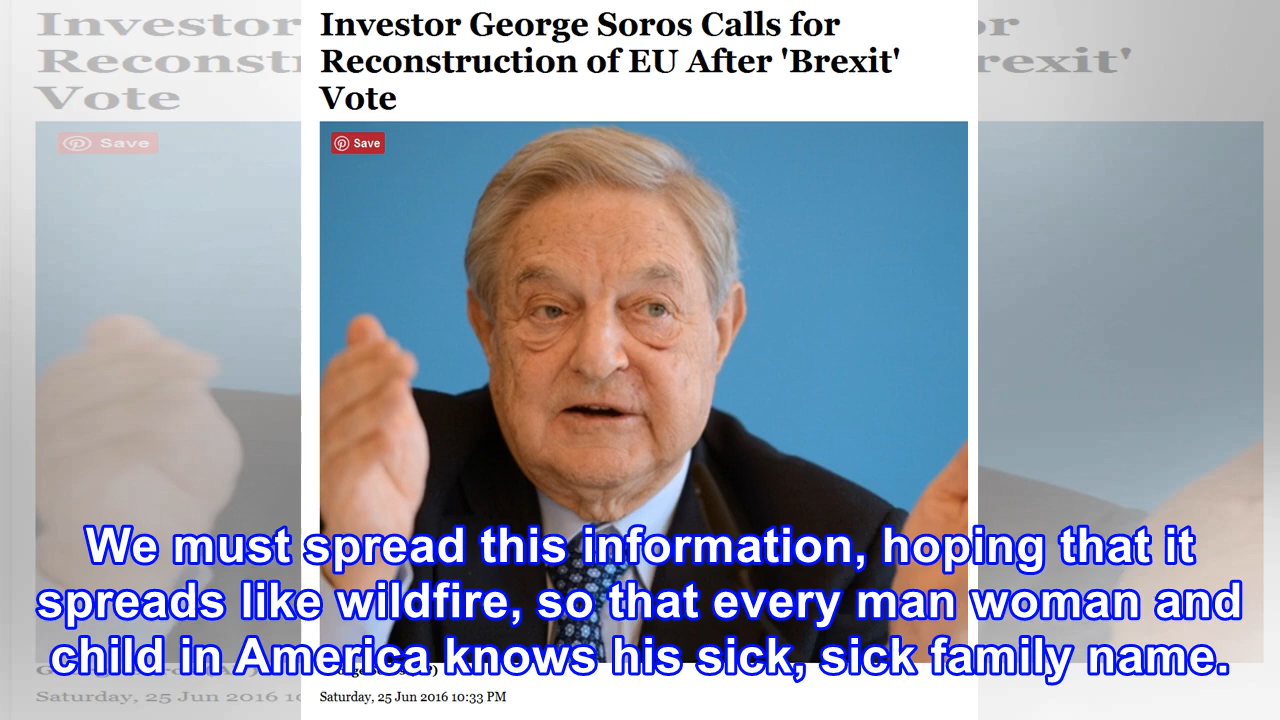 Investor George Soros Calls for
Reconstruction of EU After 'Brexit'
Vote
Save
We must spread this information, hoping that it
spreads like wildfire, so that every man woman and
child in America knows his sick, sick family name.
Saturday, 25 Jun 2016 10:33 PM